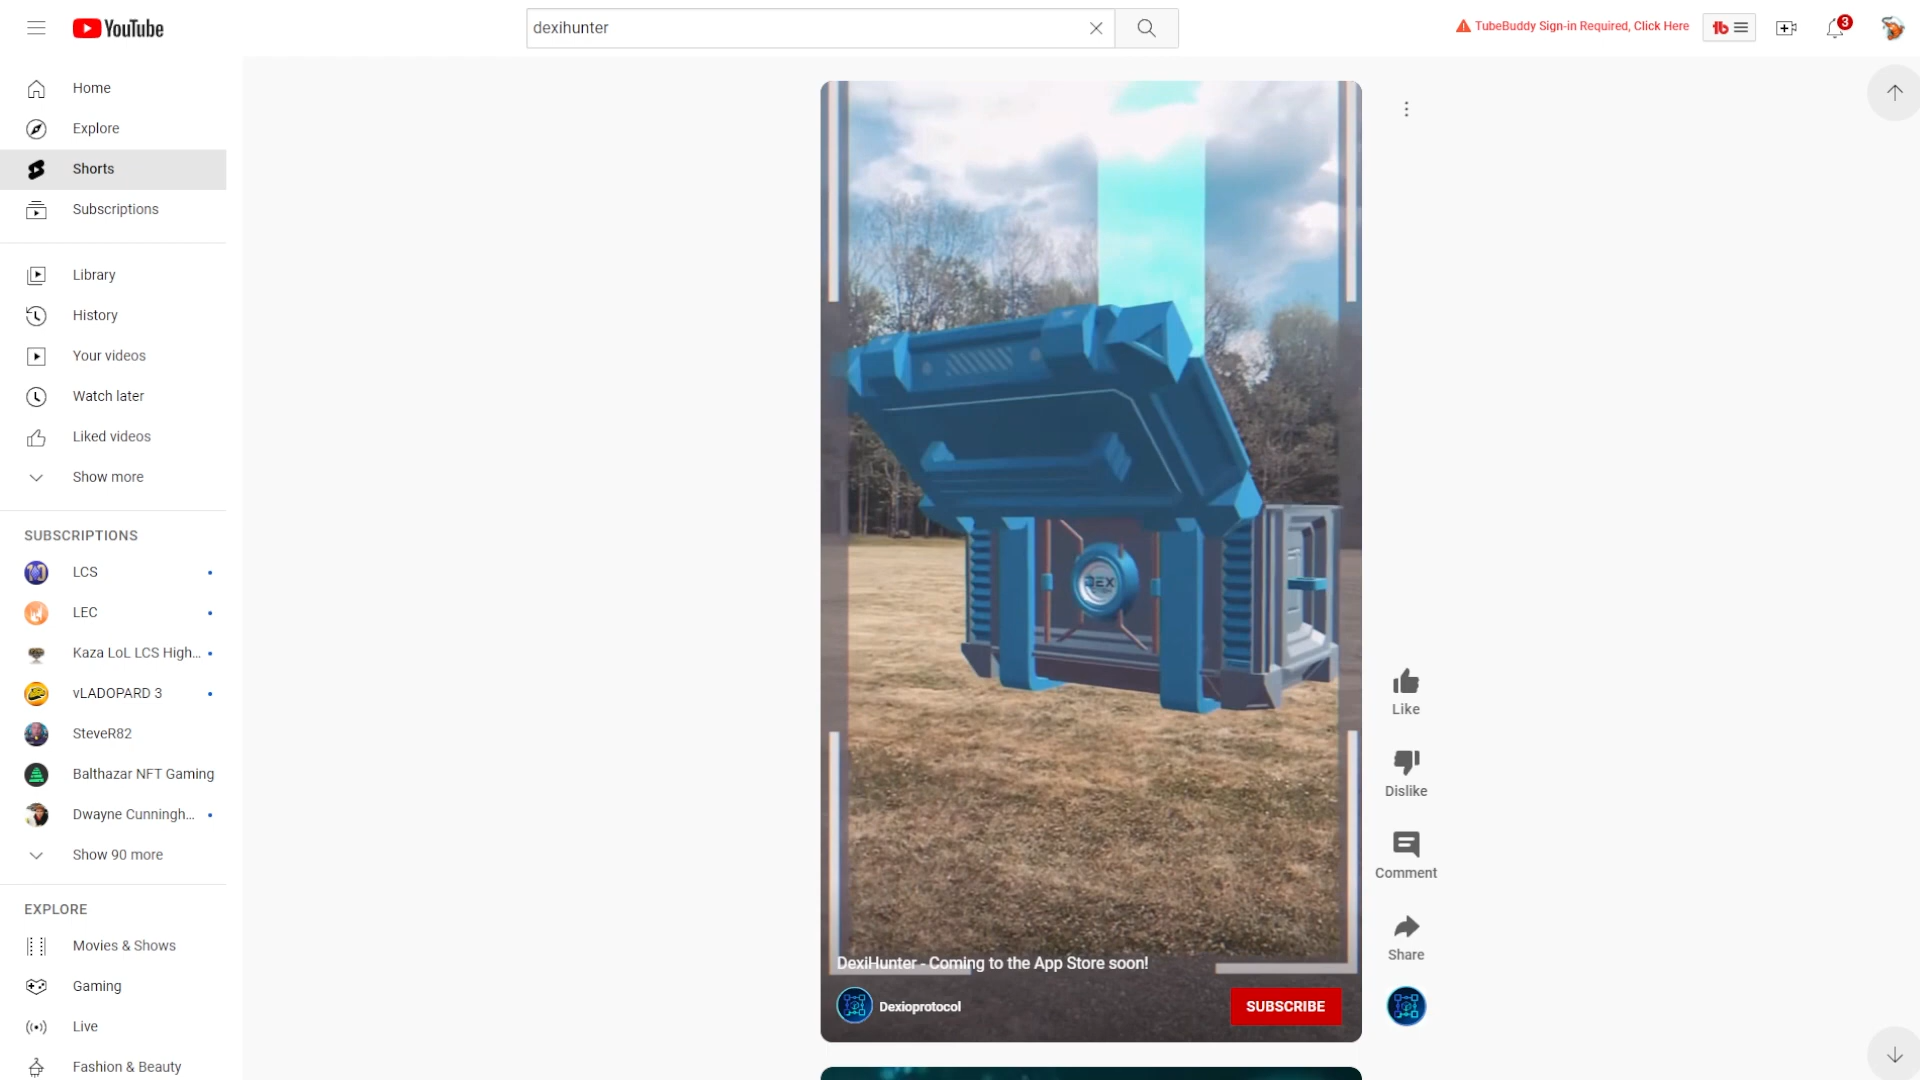 YouTube
dexihunter
TubeBuddy Sign-in Required, Click Here
tb
3
Home
Explore
Shorts
Subscriptions
Library
History
Your videos
Watch later
Liked videos
Show more
SUBSCRIPTIONS
LCS
LEC
Kaza LoL LCS High...
vLADOPARD 3
SteveR82
Balthazar NFT Gaming
Dwayne Cunningh...
Show 90 more
EXPLORE
Movies & Shows
Gaming
Live
Fashion & Beauty
DEX
DexiHunter - Coming to the App Store soon!
Dexioprotocol
SUBSCRIBE
Like
Dislike
Comment
Share